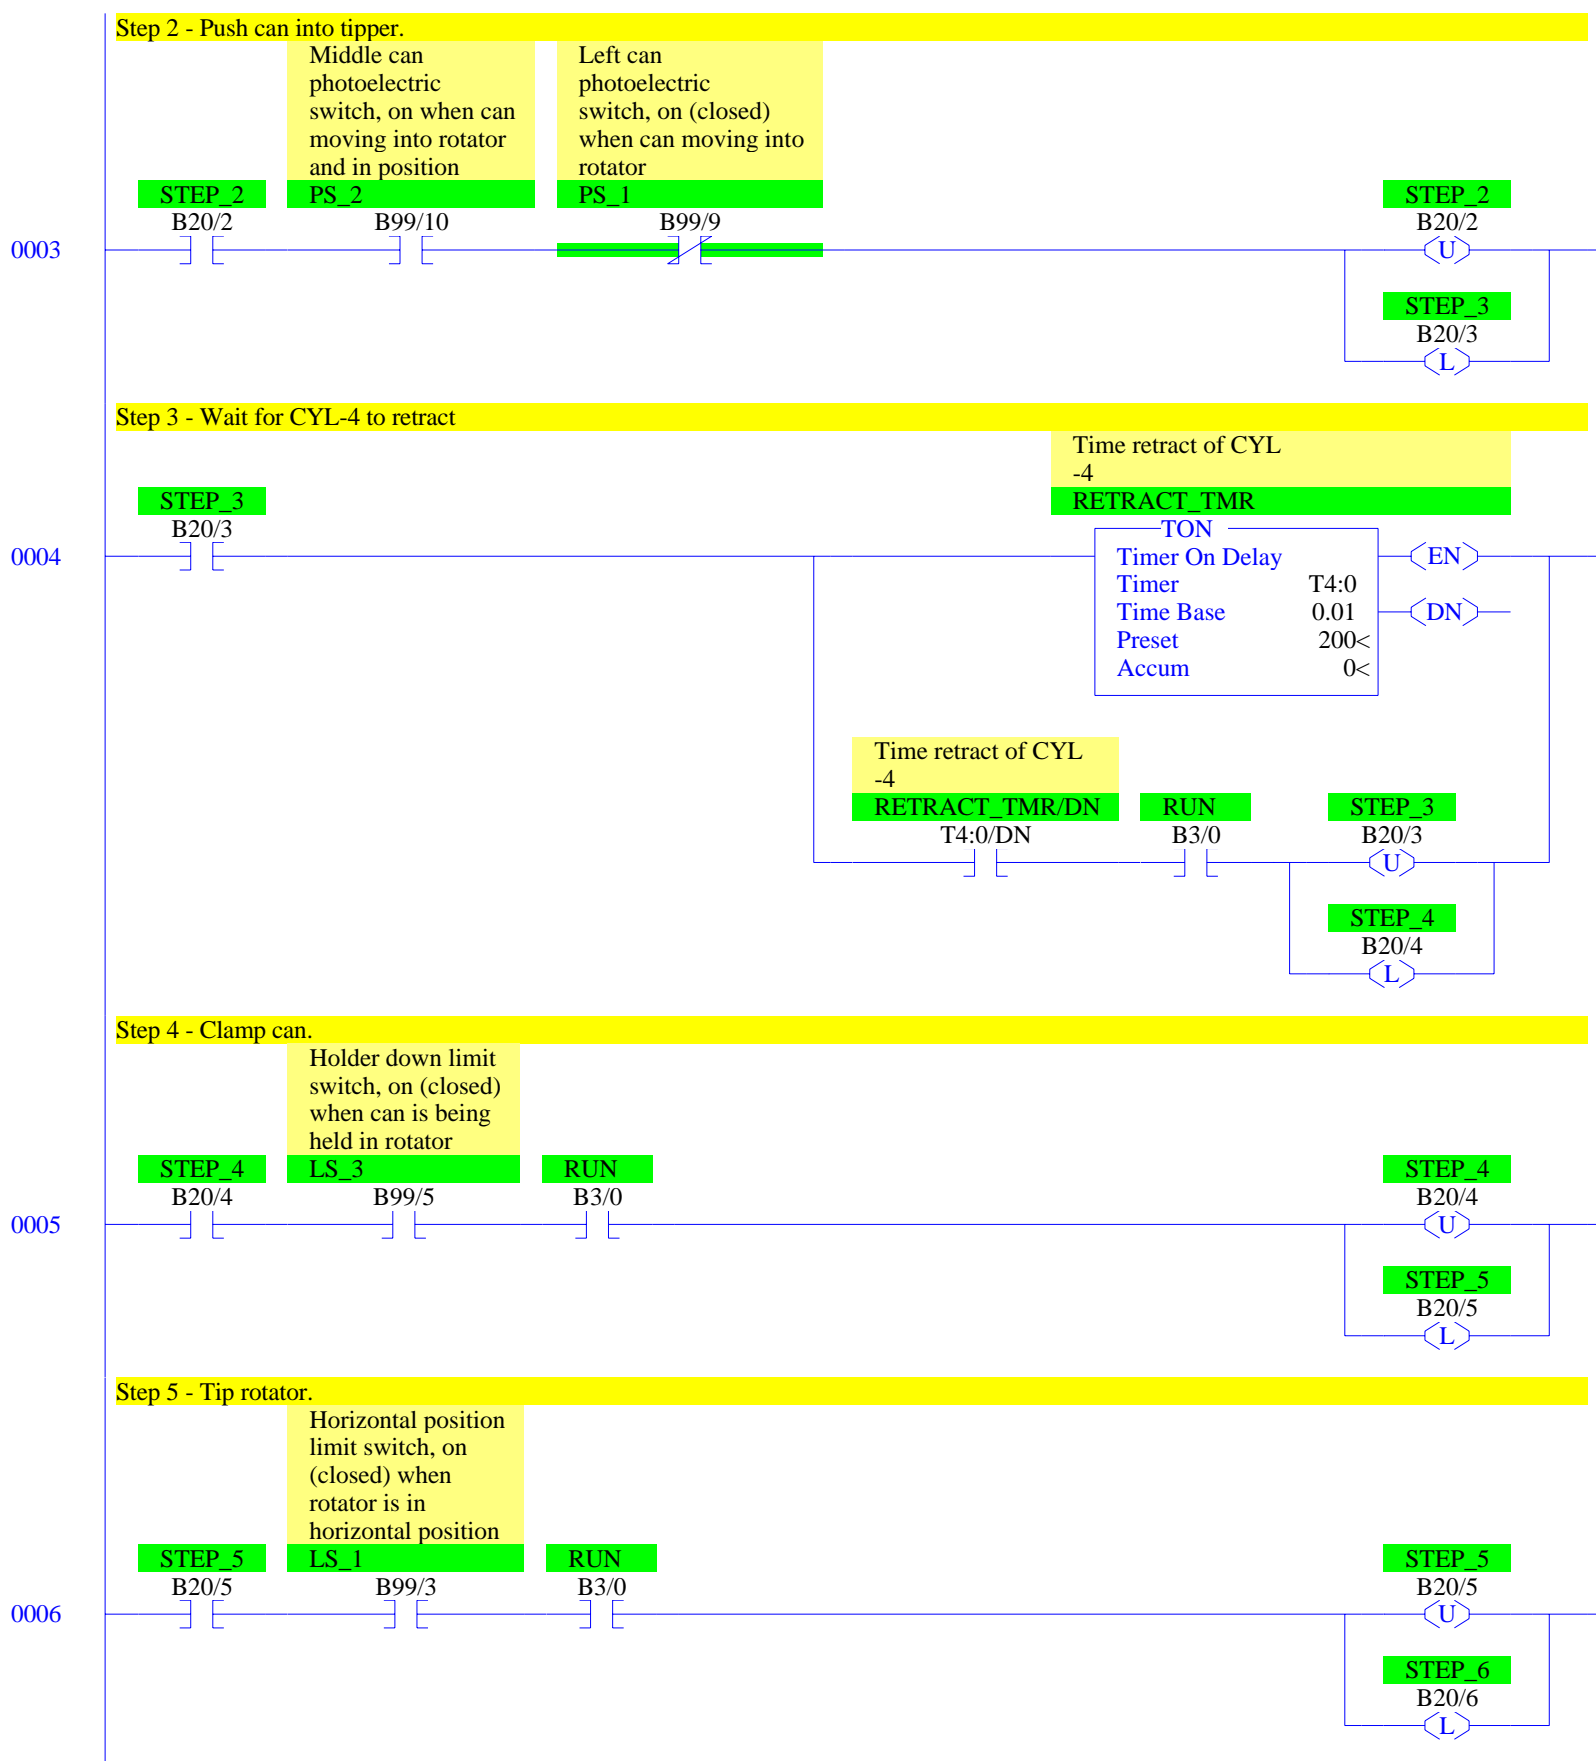 Step 2 - Push can into tipper.
Middle can
photoelectric
switch, on when can
moving into rotator
and in position
Left can
photoelectric
switch, on (closed)
when can moving into
rotator
STEP_2
PS_2
PS_1
STEP_2
B20/2
B99/10
B99/9
B20/2
0003
U
STEP_3
B20/3
L
Step 3 - Wait for CYL-4 to retract
Time retract of CYL
-4
STEP_3
RETRACT_TMR
B20/3
TON
0004
Timer On Delay
EN
Timer T4:0
Time Base 0.01
DN
Preset 200<
Accum 0<
Time retract of CYL
-4
RETRACT_TMR/DN
RUN
STEP_3
T4:0/DN
B3/0
B20/3
U
STEP_4
B20/4
L
Step 4 - Clamp can.
Holder down limit
switch, on (closed)
when can is being
held in rotator
STEP_4
LS_3
RUN
STEP_4
B20/4
B99/5
B3/0
B20/4
0005
U
STEP_5
B20/5
L
Step 5 - Tip rotator.
Horizontal position
limit switch, on
(closed) when
rotator is in
horizontal position
STEP_5
LS_1
RUN
STEP_5
B20/5
B99/3
B3/0
B20/5
0006
U
STEP_6
B20/6
L